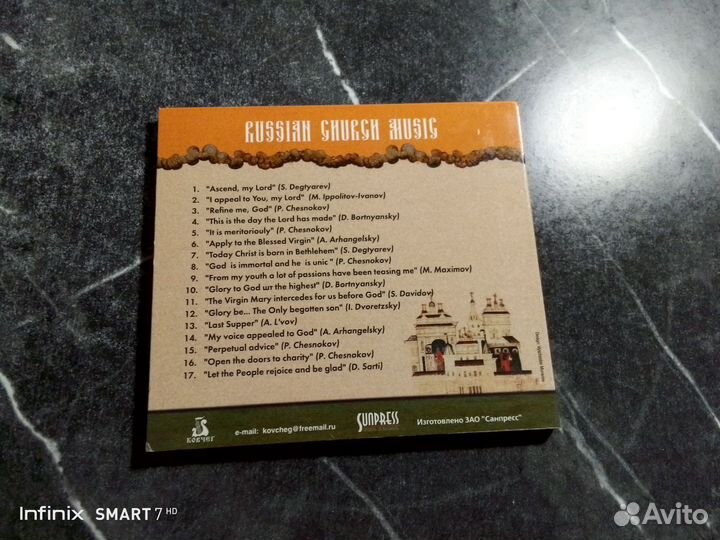 RUSSIAN CHURCH MUSIC
1. "Ascend, my Lord" (S. Degtyarev)
2. "I appeal to You, my Lord" (M. Ippolitov-Ivanov)
3. "Refine me, God" (P. Chesnokov)
4. "This is the day the Lord has made" (D. Bortnyansky)
5. "It is meritoriously" (P. Chesnokov)
6. "Apply to the Blessed Virgin" (A. Arhangelsky)
7. "Today Christ is born in Bethlehem" (S. Degtyarev)
8. "God is immortal and he is unic" (P. Chesnokov)
9. "From my youth a lot of passions have been teasing me" (M. Maximov)
10. "Glory to God шт the highest" (D. Bortnyansky)
11. "The Virgin Mary intercedes for us before God" (S. Davidov)
12. "Glory be... The Only begotten son" (I. Dvoretzsky)
13. "Last Supper" (A. L'vov)
14. "My voice appealed to God" (A. Arhangelsky)
15. "Perpetual advice" (P. Chesnokov)
16. "Open the doors to charity" (P. Chesnokov)
17. "Let the People rejoice and be glad" (D. Sarti)
КОВЧЕГ
e-mail: kovcheg@freemail.ru
SUNPRESS
Изготовлено ЗАО "Санпресс"
Infinix SMART 7 HD
Avito